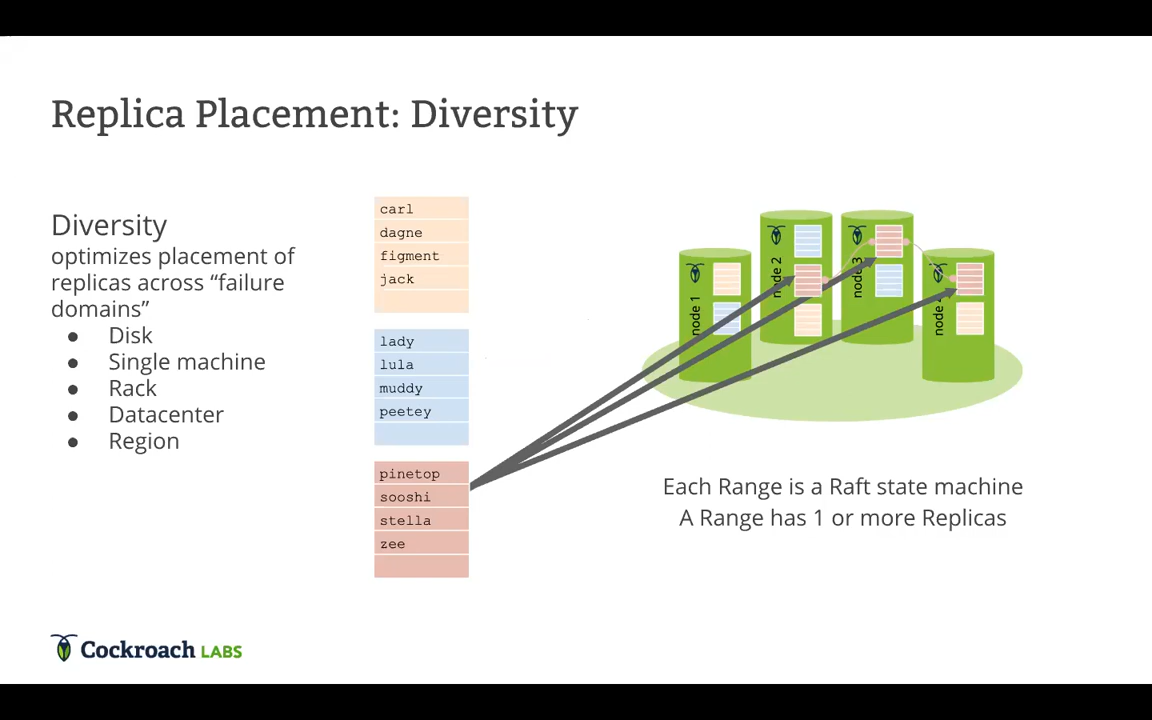 Replica Placement: Diversity
Diversity
optimizes placement of
replicas across “failure
domains”
● Disk
● Single machine
● Rack
● Datacenter
● Region
carl
dagne
figment
jack
lady
lula
muddy
peetey
pinetop
sooshi
stella
zee
node 1
node 2
node 3
node 4
Each Range is a Raft state machine
A Range has 1 or more Replicas
Cockroach LABS